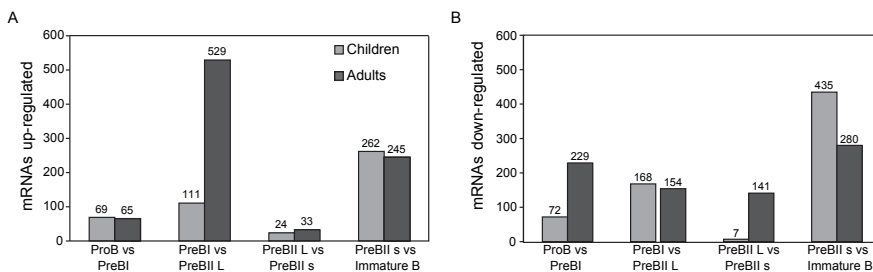 A
mRNAs up-regulated
600
500
400
300
200
100
0
69
65
111
529
24
33
262
245
Children
Adults
ProB vs
PreBI
PreBI vs
PreBII L
PreBII L vs
PreBII s
PreBII s vs
Immature B
B
mRNAs down-regulated
600
500
400
300
200
100
0
72
229
168
154
7
141
435
280
ProB vs
PreBI
PreBI vs
PreBII L
PreBII L vs
PreBII s
PreBII s vs
Immature B